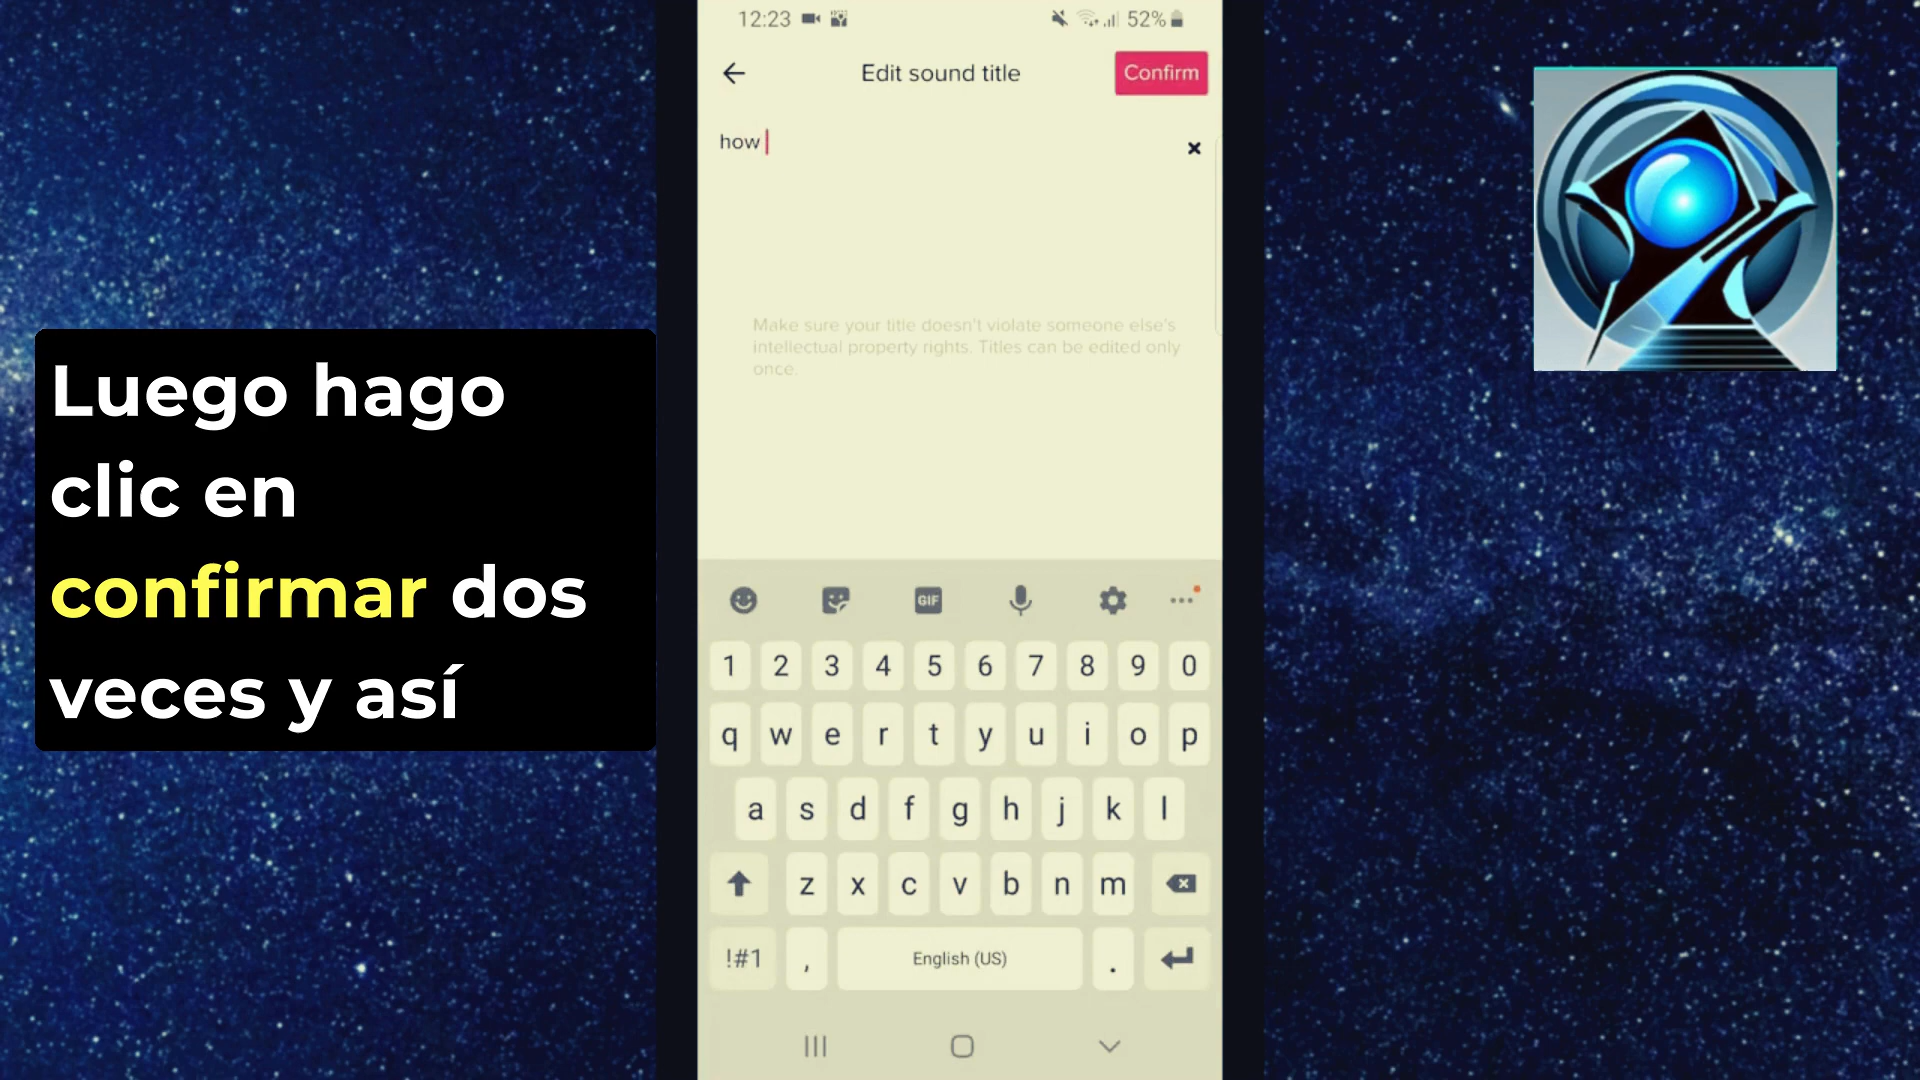 12:23
52%
Edit sound title
Confirm
how
Make sure your title doesn't violate someone else's
intellectual property rights. Titles can be edited only
once.
Luego hago
clic en
confirmar dos
veces y así
GIF
1 2 3 4 5 6 7 8 9 0
q w e r t y u i o p
a s d f g h j k l
z x c v b n m
!#1 , English (US) .